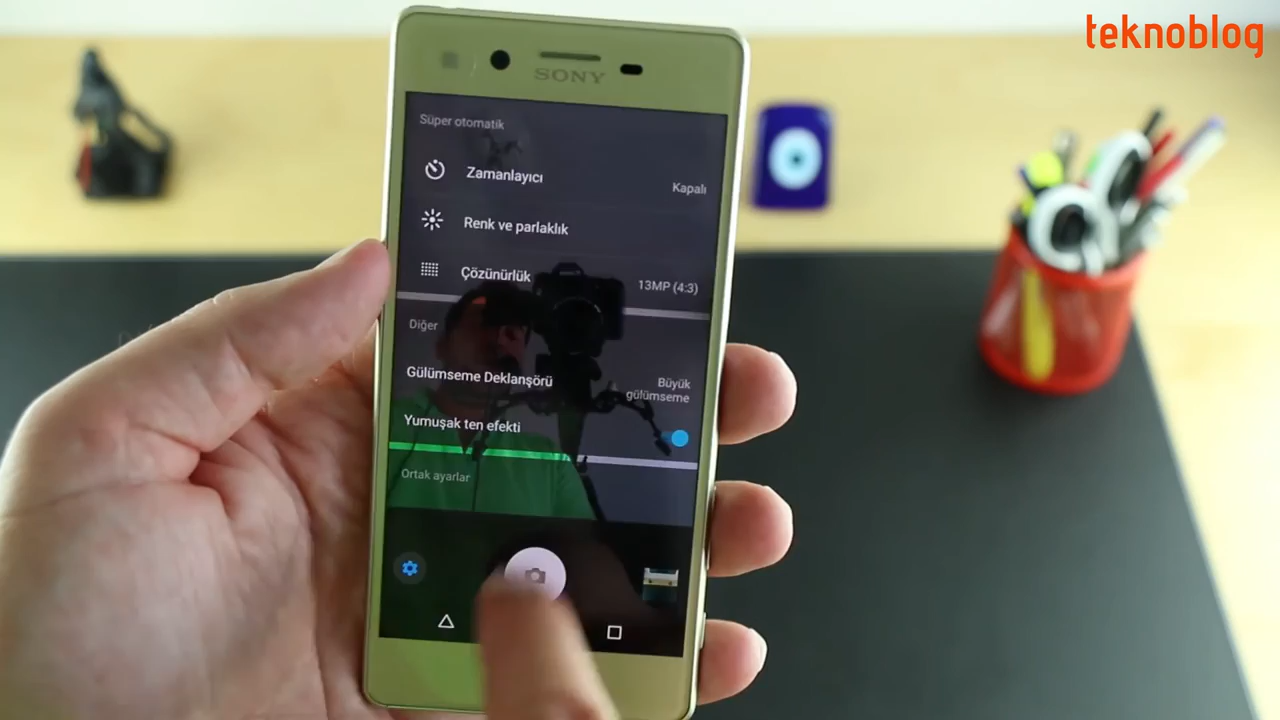 teknoblog
SONY
Süper otomatik
Zamanlayıcı
Kapalı
Renk ve parlaklık
Çözünürlük
13MP (4:3)
Diğer
Gülümseme Deklanşörü
Büyük
gülümseme
Yumuşak ten efekti
Ortak ayarlar